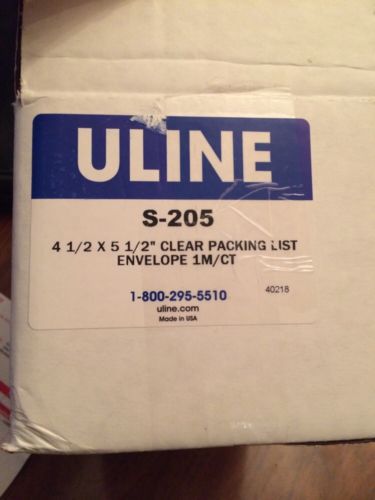 ULINE
S-205
4 1/2 X 5 1/2" CLEAR PACKING LIST
ENVELOPE 1M/CT
1-800-295-5510
40218
uline.com
Made in USA